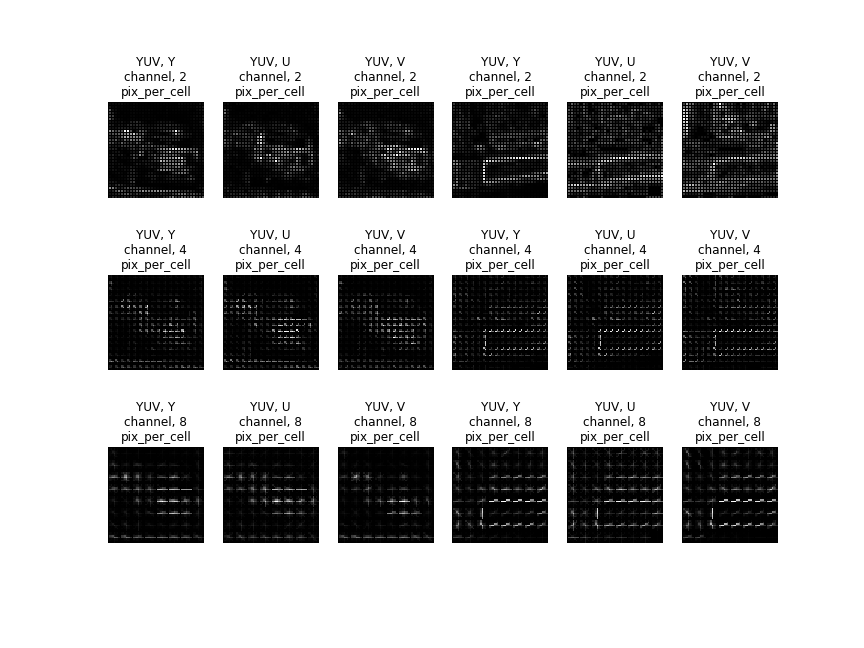 YUV, Y
channel, 2
pix_per_cell
YUV, U
channel, 2
pix_per_cell
YUV, V
channel, 2
pix_per_cell
YUV, Y
channel, 2
pix_per_cell
YUV, U
channel, 2
pix_per_cell
YUV, V
channel, 2
pix_per_cell
YUV, Y
channel, 4
pix_per_cell
YUV, U
channel, 4
pix_per_cell
YUV, V
channel, 4
pix_per_cell
YUV, Y
channel, 4
pix_per_cell
YUV, U
channel, 4
pix_per_cell
YUV, V
channel, 4
pix_per_cell
YUV, Y
channel, 8
pix_per_cell
YUV, U
channel, 8
pix_per_cell
YUV, V
channel, 8
pix_per_cell
YUV, Y
channel, 8
pix_per_cell
YUV, U
channel, 8
pix_per_cell
YUV, V
channel, 8
pix_per_cell